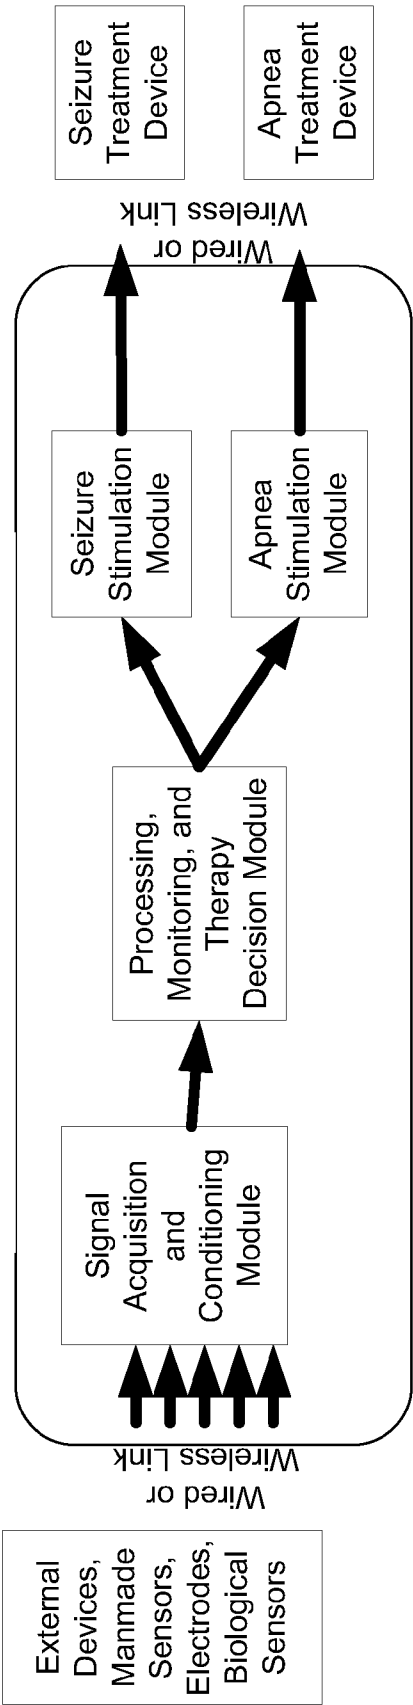 External
Devices,
Manmade
Sensors,
Electrodes,
Biological
Sensors
Wired or
Wireless Link
Signal
Acquisition
and
Conditioning
Module
Processing,
Monitoring, and
Therapy
Decision Module
Seizure
Stimulation
Module
Apnea
Stimulation
Module
Wired or
Wireless Link
Seizure
Treatment
Device
Apnea
Treatment
Device